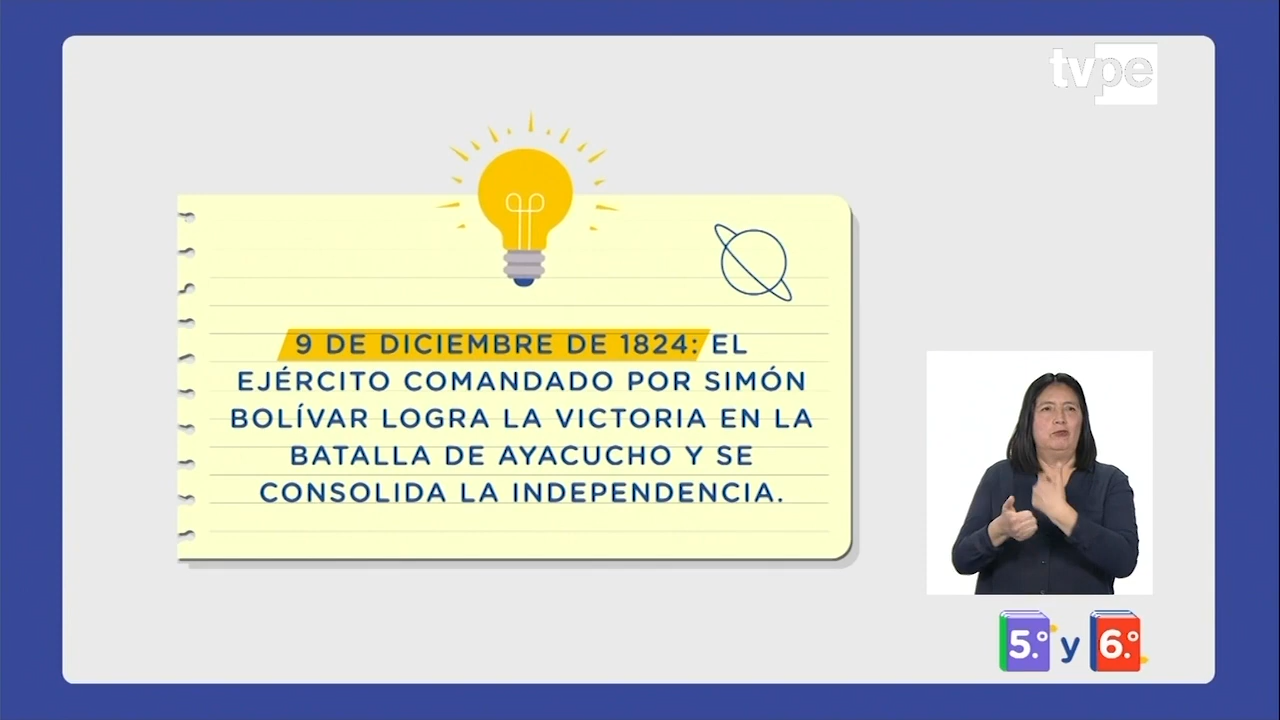 tvpe
9 DE DICIEMBRE DE 1824: EL
EJÉRCITO COMANDADO POR SIMÓN
BOLÍVAR LOGRA LA VICTORIA EN LA
BATALLA DE AYACUCHO Y SE
CONSOLIDA LA INDEPENDENCIA.
5.° y 6.°